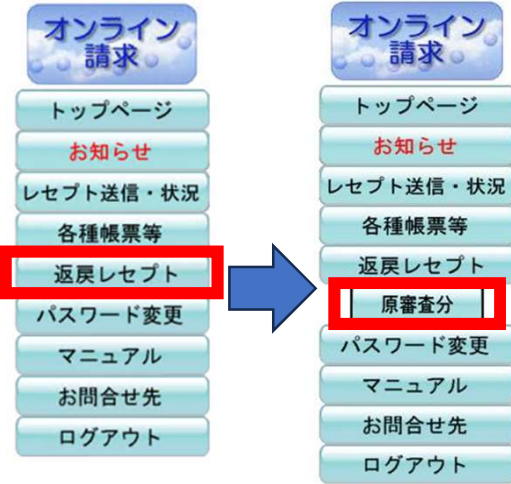 オンライン
請求
トップページ
お知らせ
レセプト送信・状況
各種帳票等
返戻レセプト
パスワード変更
マニュアル
お問合せ先
ログアウト
オンライン
請求
トップページ
お知らせ
レセプト送信・状況
各種帳票等
返戻レセプト
原審査分
パスワード変更
マニュアル
お問合せ先
ログアウト